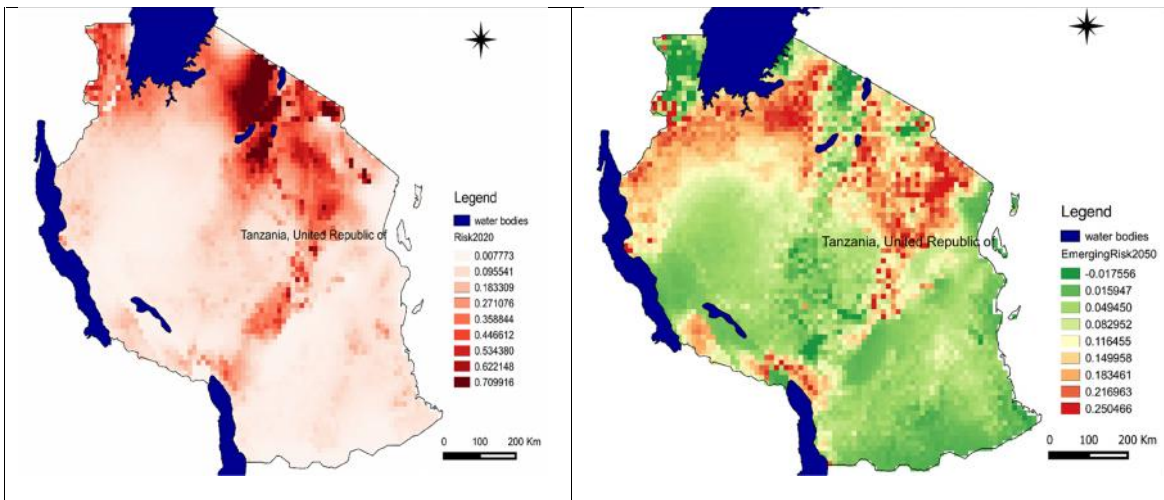 Legend
water bodies
Tanzania, United Republic of
Risk2020
0.007773
0.095541
0.183309
0.271076
0.358844
0.446612
0.534380
0.622148
0.709916
0 100 200 Km
Legend
water bodies
Tanzania, United Republic of
EmergingRisk2050
-0.017556
0.015947
0.049450
0.082952
0.116455
0.149958
0.183461
0.216963
0.250466
0 100 200 Km